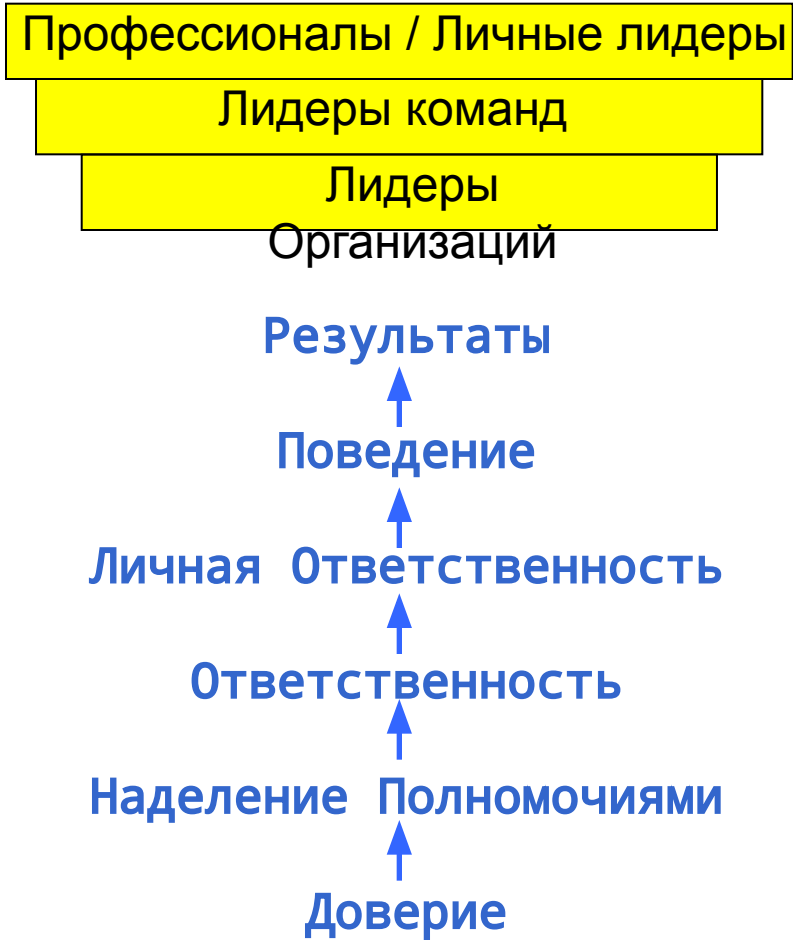 Профессионалы / Личные лидеры
Лидеры команд
Лидеры
Организаций
Результаты
Поведение
Личная Ответственность
Ответственность
Наделение Полномочиями
Доверие